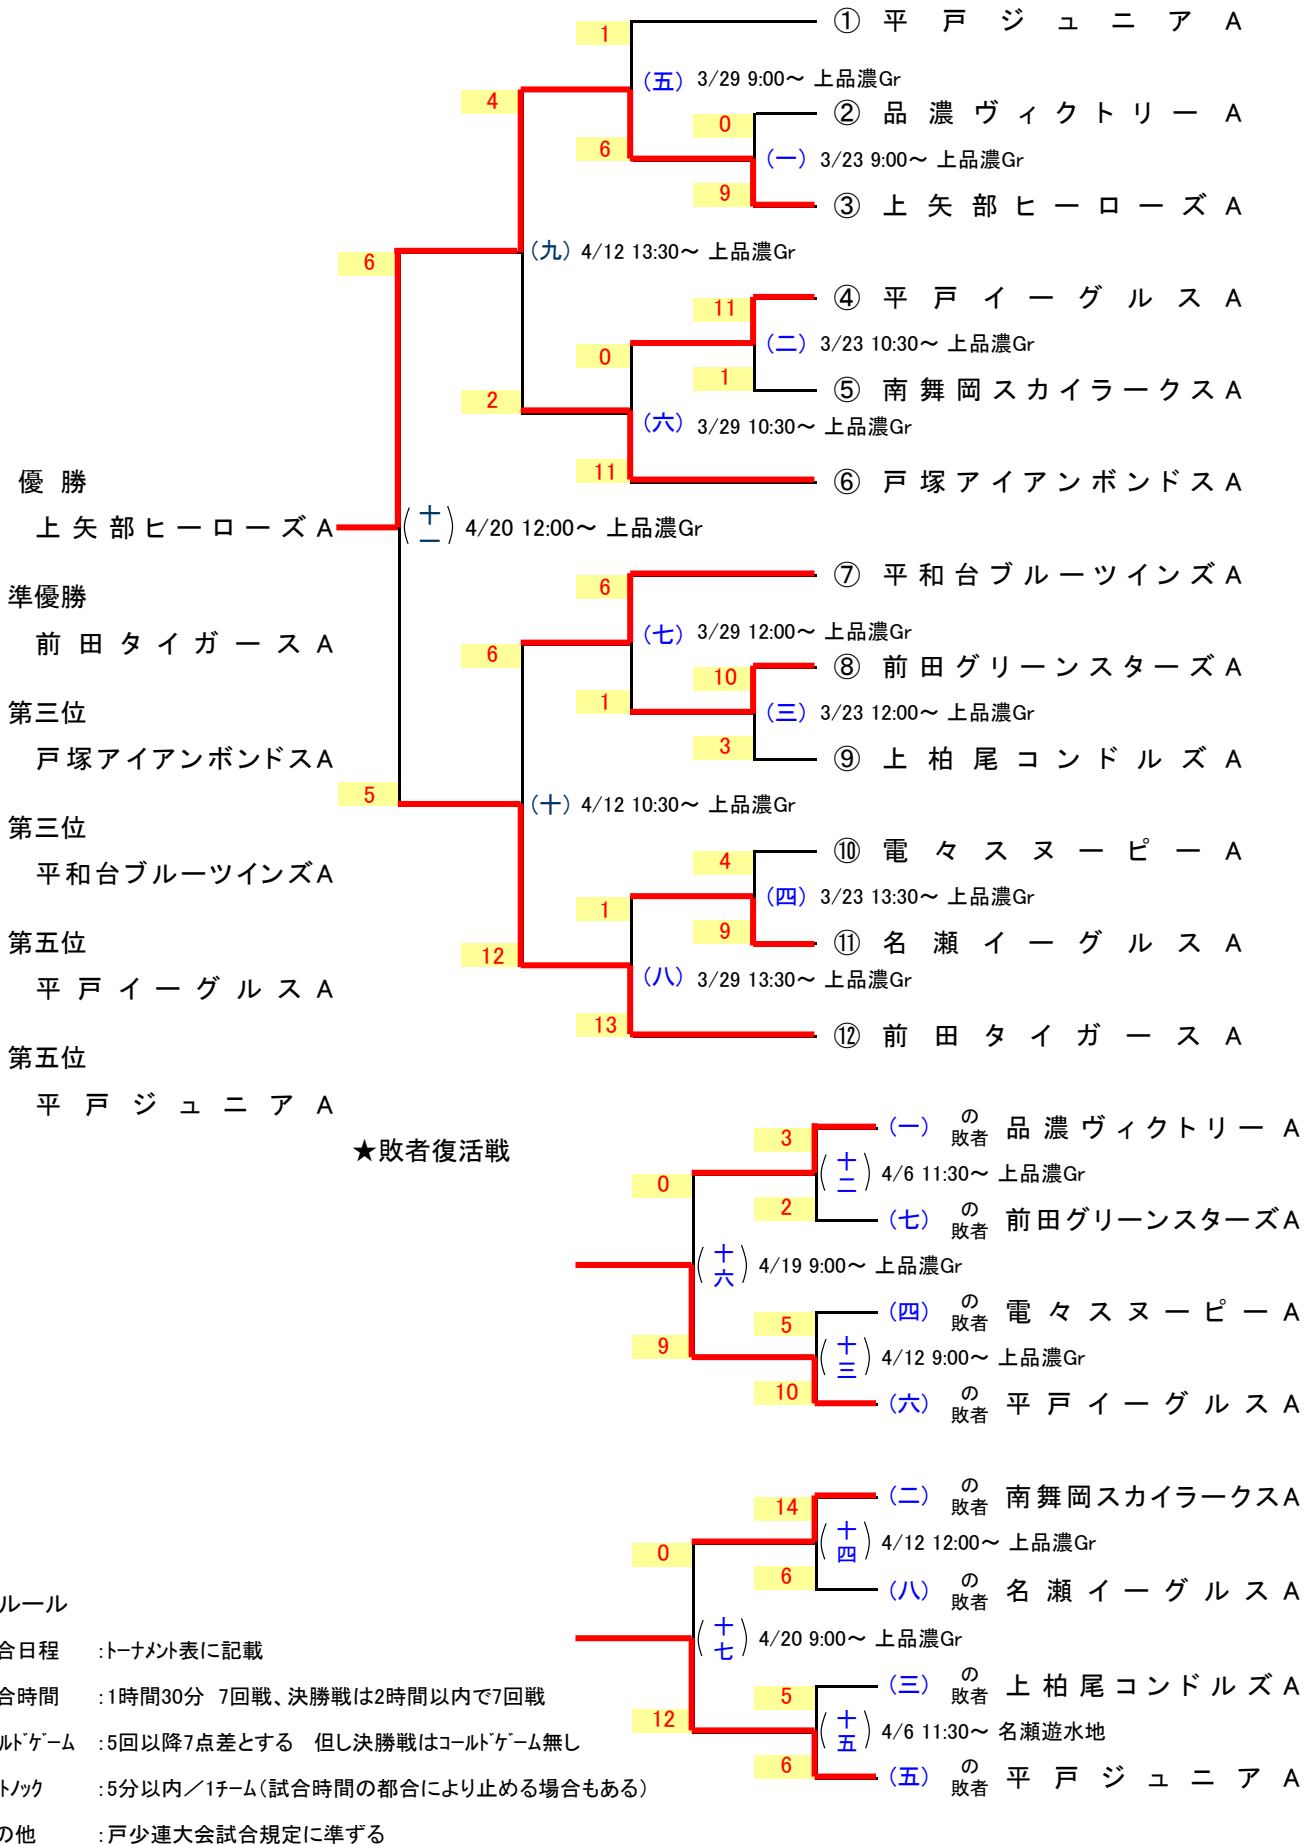 1 ① 平戸ジュニア A
(五) 3/29 9:00～ 上品濃Gr
4
0 ② 品濃ヴィクトリー A
6 (一) 3/23 9:00～ 上品濃Gr
9 ③ 上矢部ヒーローズ A
6 (九) 4/12 13:30～ 上品濃Gr
11 ④ 平戸イーグルス A
0 (二) 3/23 10:30～ 上品濃Gr
1 ⑤ 南舞岡スカイラークス A
2 (六) 3/29 10:30～ 上品濃Gr
11 ⑥ 戸塚アイアンボンドス A
優勝
上矢部ヒーローズ A (十一) 4/20 12:00～ 上品濃Gr
6 ⑦ 平和台ブルーツインズ A
準優勝
前田タイガース A
6 (七) 3/29 12:00～ 上品濃Gr
10 ⑧ 前田グリーンスターズ A
1 (三) 3/23 12:00～ 上品濃Gr
第三位
戸塚アイアンボンドス A
3 ⑨ 上柏尾コンドルズ A
5 (十) 4/12 10:30～ 上品濃Gr
第三位
平和台ブルーツインズ A
4 ⑩ 電々スヌーピー A
1 (四) 3/23 13:30～ 上品濃Gr
9 ⑪ 名瀬イーグルス A
第五位
平戸イーグルス A
12 (八) 3/29 13:30～ 上品濃Gr
13 ⑫ 前田タイガース A
第五位
平戸ジュニア A
★敗者復活戦
3 (一) の敗者 品濃ヴィクトリー A
0 (十二) 4/6 11:30～ 上品濃Gr
2 (七) の敗者 前田グリーンスターズ A
(十六) 4/19 9:00～ 上品濃Gr
5 (四) の敗者 電々スヌーピー A
9 (十三) 4/12 9:00～ 上品濃Gr
10 (六) の敗者 平戸イーグルス A
14 (二) の敗者 南舞岡スカイラークス A
0 (十四) 4/12 12:00～ 上品濃Gr
6 (八) の敗者 名瀬イーグルス A
(十七) 4/20 9:00～ 上品濃Gr
5 (三) の敗者 上柏尾コンドルズ A
12 (十五) 4/6 11:30～ 名瀬遊水地
6 (五) の敗者 平戸ジュニア A
ルール
合日程 :トーナメント表に記載
合時間 :1時間30分 7回戦、決勝戦は2時間以内で7回戦
ルドゲーム :5回以降7点差とする 但し決勝戦はコールドゲーム無し
トノック :5分以内／1チーム(試合時間の都合により止める場合もある)
の他 :戸少連大会試合規定に準ずる